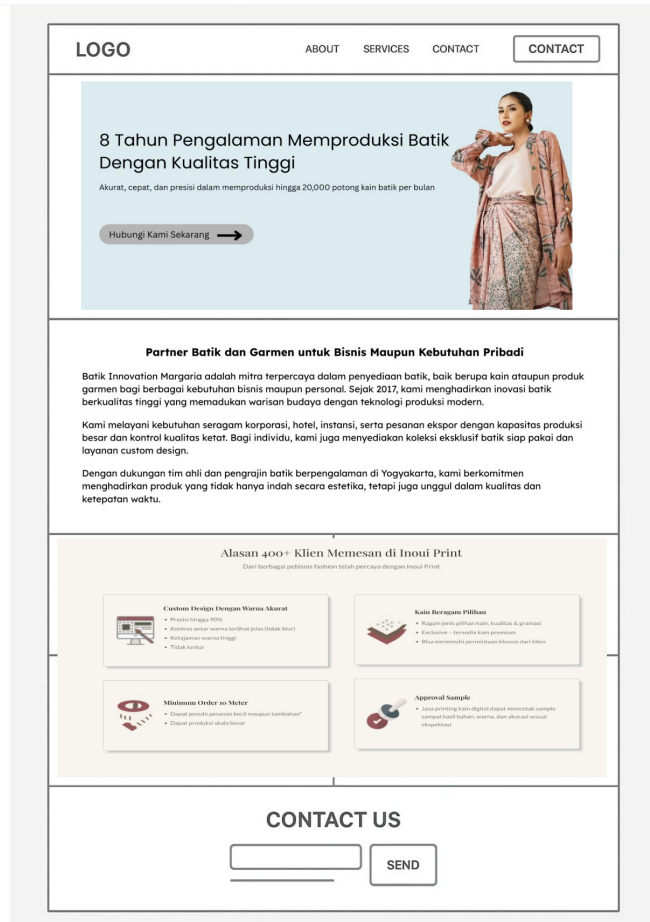 LOGO
ABOUT SERVICES CONTACT CONTACT
8 Tahun Pengalaman Memproduksi Batik
Dengan Kualitas Tinggi
Akurat, cepat, dan presisi dalam memproduksi hingga 20,000 potong kain batik per bulan
Hubungi Kami Sekarang
Partner Batik dan Garmen untuk Bisnis Maupun Kebutuhan Pribadi
Batik Innovation Margaria adalah mitra terpercaya dalam penyediaan batik, baik berupa kain ataupun produk
garmen bagi berbagai kebutuhan bisnis maupun personal. Sejak 2017, kami menghadirkan inovasi batik
berkualitas tinggi yang memadukan warisan budaya dengan teknologi produksi modern.
Kami melayani kebutuhan seragam korporasi, hotel, instansi, serta pesanan ekspor dengan kapasitas produksi
besar dan kontrol kualitas ketat. Bagi individu, kami juga menyediakan koleksi eksklusif batik siap pakai dan
layanan custom design.
Dengan dukungan tim ahli dan pengrajin batik berpengalaman di Yogyakarta, kami berkomitmen
menghadirkan produk yang tidak hanya indah secara estetika, tetapi juga unggul dalam kualitas dan
ketepatan waktu.
Alasan 400+ Klien Memesan di Inoui Print
Dari berbagai pebisnis fashion telah percaya dengan Inoui Print
Custom Design Dengan Warna Akurat
• Presisi hingga 90%
• Kontras antar warna terlihat jelas (tidak blur)
• Ketajaman warna tinggi
• Tidak luntur
Kain Beragam Pilihan
• Ragam jenis pilihan kain, kualitas & gramasi
• Exclusive – tersedia kain premium
• Bisa memenuhi permintaan khusus dari klien
Minimum Order 10 Meter
• Dapat penuhi pesanan kecil maupun tambahan*
• Dapat produksi skala besar
Approval Sample
• Jasa printing kain digital dapat mencetak sample
sampai hasil bahan, warna, dan akurasi sesuai
ekspektasi
CONTACT US
SEND